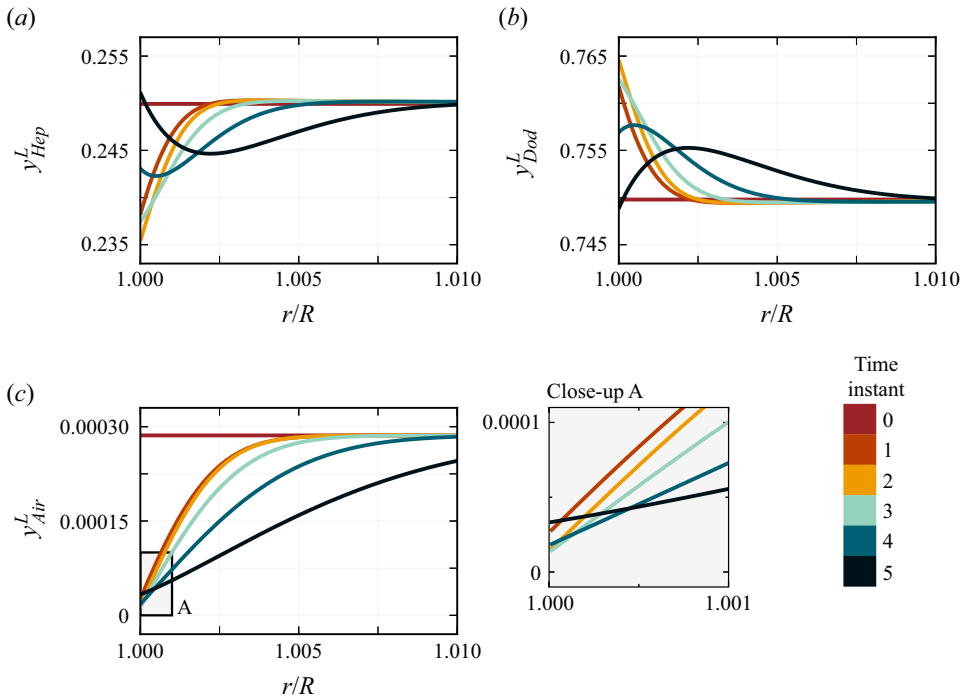 (a)
0.255
0.245
0.235
y^L_Hep
1.000
1.005
1.010
r/R
(b)
0.765
0.755
0.745
y^L_Dod
1.000
1.005
1.010
r/R
(c)
0.00030
0.00015
0
y^L_Air
A
1.000
1.005
1.010
r/R
Close-up A
0.0001
0
1.000
1.001
Time
instant
0
1
2
3
4
5